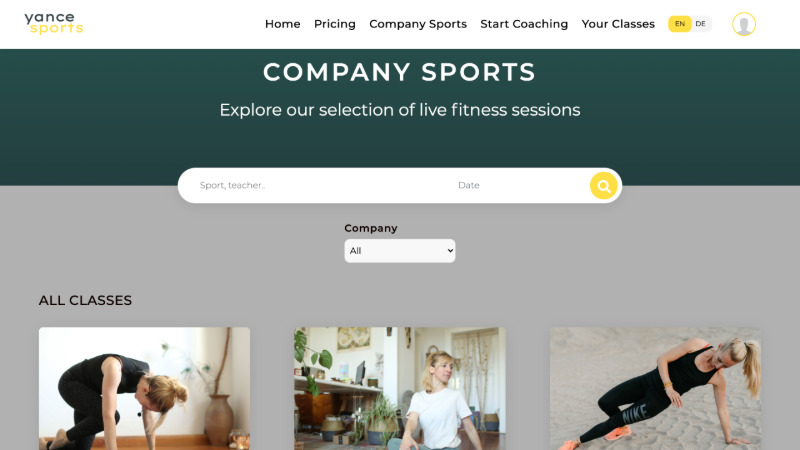 yance
sports
Home Pricing Company Sports Start Coaching Your Classes EN DE
COMPANY SPORTS
Explore our selection of live fitness sessions
Sport, teacher.. Date
Company
All
ALL CLASSES
NIKE